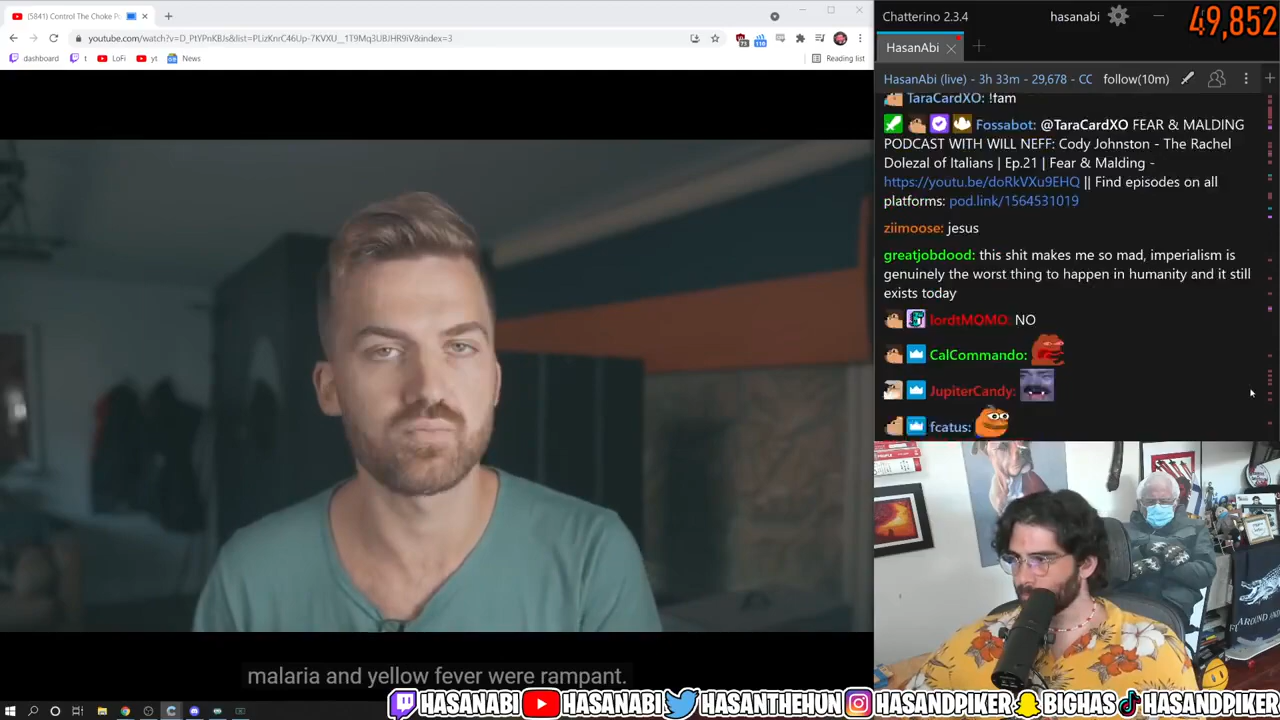 (5841) Control The Choke Po
youtube.com/watch?v=D_PtYPnKBJs&list=PLizKnrC46Up-7KVXU__1T9Mq3UBJHR9iV&index=3
dashboard
t
LoFi
yt
News
Reading list
malaria and yellow fever were rampant.
Chatterino 2.3.4
hasanabi
49,852
HasanAbi
HasanAbi (live) - 3h 33m - 29,678 - CC
follow(10m)
TaraCardXO: !fam
Fossabot: @TaraCardXO FEAR & MALDING
PODCAST WITH WILL NEFF: Cody Johnston - The Rachel
Dolezal of Italians | Ep.21 | Fear & Malding -
https://youtu.be/doRkVXu9EHQ || Find episodes on all
platforms: pod.link/1564531019
ziimoose: jesus
greatjobdood: this shit makes me so mad, imperialism is
genuinely the worst thing to happen in humanity and it still
exists today
lordtMOMO: NO
CalCommando:
JupiterCandy:
fcatus:
HASANABI HASANABI HASANTHEHUN HASANDPIKER BIGHAS HASANDPIKER